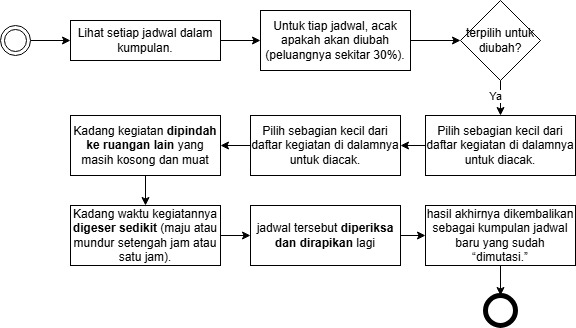 Lihat setiap jadwal dalam
kumpulan.
Untuk tiap jadwal, acak
apakah akan diubah
(peluangnya sekitar 30%).
terpilih untuk
diubah?
Ya
Pilih sebagian kecil dari
daftar kegiatan di dalamnya
untuk diacak.
Pilih sebagian kecil dari
daftar kegiatan di dalamnya
untuk diacak.
Kadang kegiatan dipindah
ke ruangan lain yang
masih kosong dan muat
Kadang waktu kegiatannya
digeser sedikit (maju atau
mundur setengah jam atau
satu jam).
jadwal tersebut diperiksa
dan dirapikan lagi
hasil akhirnya dikembalikan
sebagai kumpulan jadwal
baru yang sudah
“dimutasi.”